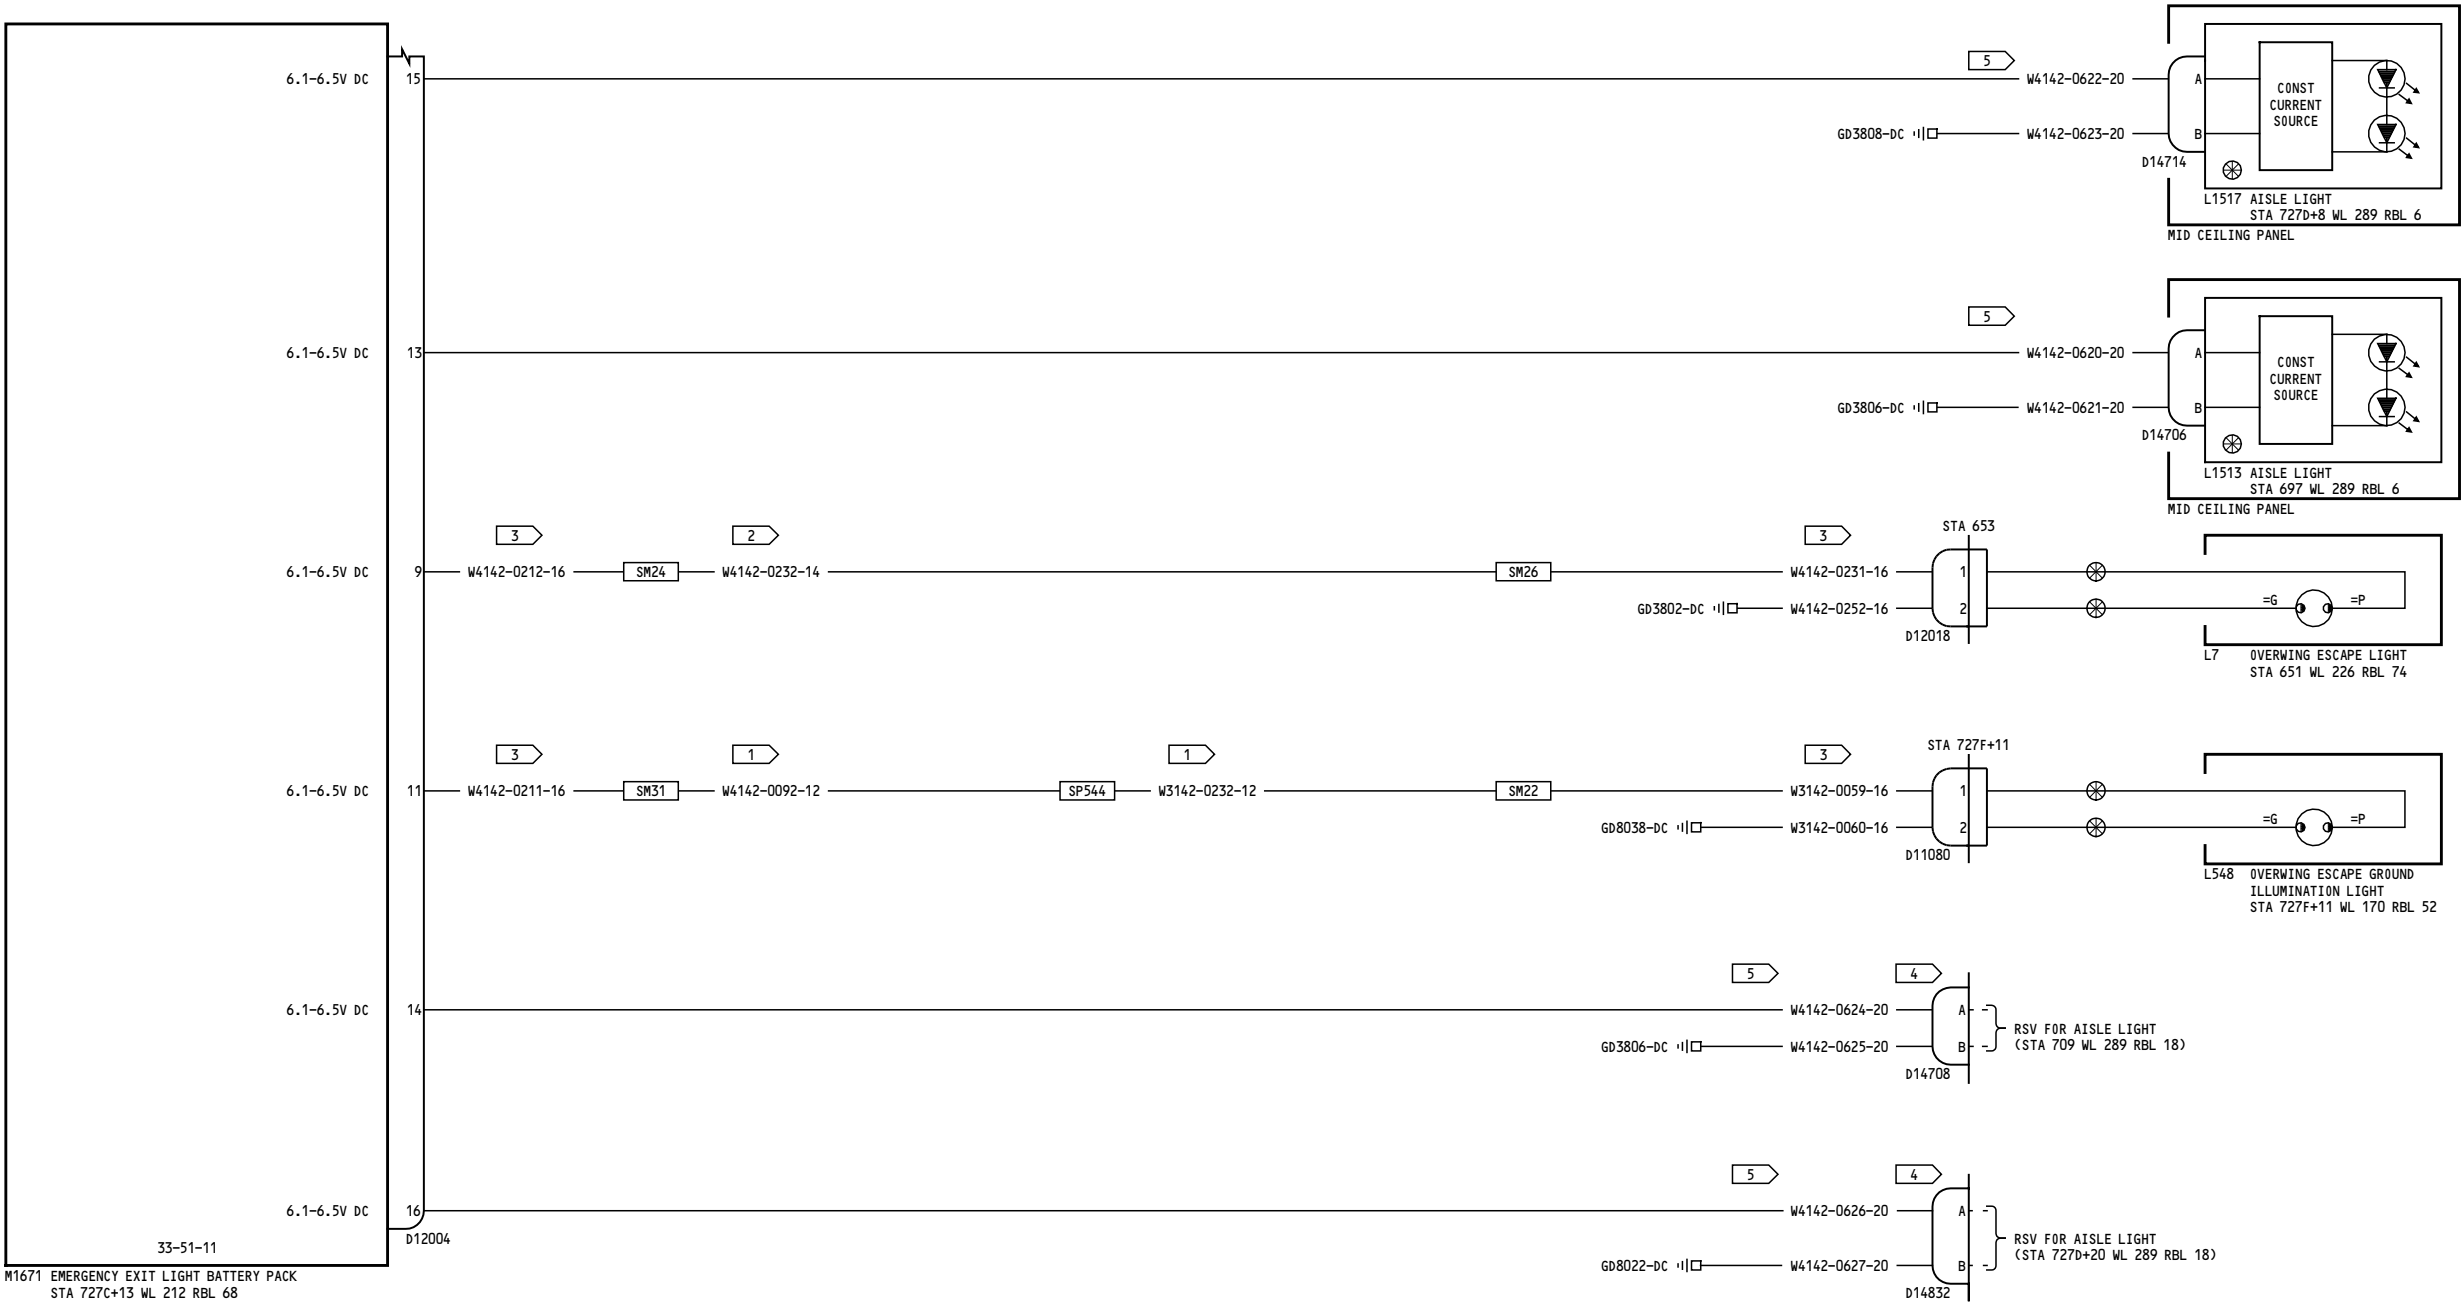 5
6.1-6.5V DC 15 W4142-0622-20 A
CONST
CURRENT
SOURCE
GD3808-DC W4142-0623-20 B
D14714
L1517 AISLE LIGHT
STA 727D+8 WL 289 RBL 6
MID CEILING PANEL
5
6.1-6.5V DC 13 W4142-0620-20 A
CONST
CURRENT
SOURCE
GD3806-DC W4142-0621-20 B
D14706
L1513 AISLE LIGHT
STA 697 WL 289 RBL 6
MID CEILING PANEL
3 2 3 STA 653
6.1-6.5V DC 9 W4142-0212-16 SM24 W4142-0232-14 SM26 W4142-0231-16 1
GD3802-DC W4142-0252-16 2 =G =P
D12018
L7 OVERWING ESCAPE LIGHT
STA 651 WL 226 RBL 74
3 1 1 3 STA 727F+11
6.1-6.5V DC 11 W4142-0211-16 SM31 W4142-0092-12 SP544 W3142-0232-12 SM22 W3142-0059-16 1
GD8038-DC W3142-0060-16 2 =G =P
D11080
L548 OVERWING ESCAPE GROUND
ILLUMINATION LIGHT
STA 727F+11 WL 170 RBL 52
5 4
6.1-6.5V DC 14 W4142-0624-20 A
RSV FOR AISLE LIGHT
(STA 709 WL 289 RBL 18)
GD3806-DC W4142-0625-20 B
D14708
5 4
6.1-6.5V DC 16 W4142-0626-20 A
RSV FOR AISLE LIGHT
(STA 727D+20 WL 289 RBL 18)
GD8022-DC W4142-0627-20 B
D14832
D12004
33-51-11
M1671 EMERGENCY EXIT LIGHT BATTERY PACK
STA 727C+13 WL 212 RBL 68